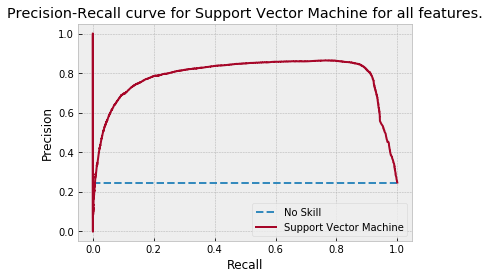 Precision-Recall curve for Support Vector Machine for all features.
1.0
0.8
0.6
0.4
0.2
0.0
Precision
0.0 0.2 0.4 0.6 0.8 1.0
Recall
No Skill
Support Vector Machine